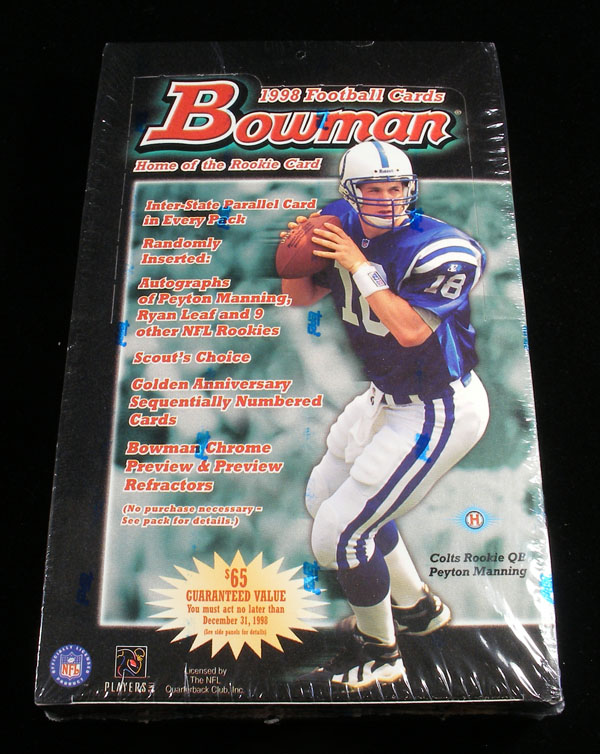 1998 Football Cards
Bowman
Home of the Rookie Card
Inter-State Parallel Card
in Every Pack
Randomly
Inserted:
Autographs
of Peyton Manning,
Ryan Leaf and 9
other NFL Rookies
Scout's Choice
Golden Anniversary
Sequentially Numbered
Cards
Bowman Chrome
Preview & Preview
Refractors
(No purchase necessary -
See pack for details.)
18
18
H
Colts Rookie QB
Peyton Manning
$65
GUARANTEED VALUE
You must act no later than
December 31, 1998
(See side panels for details)
NFL
PLAYERS
Licensed by
The NFL
Quarterback Club, Inc.